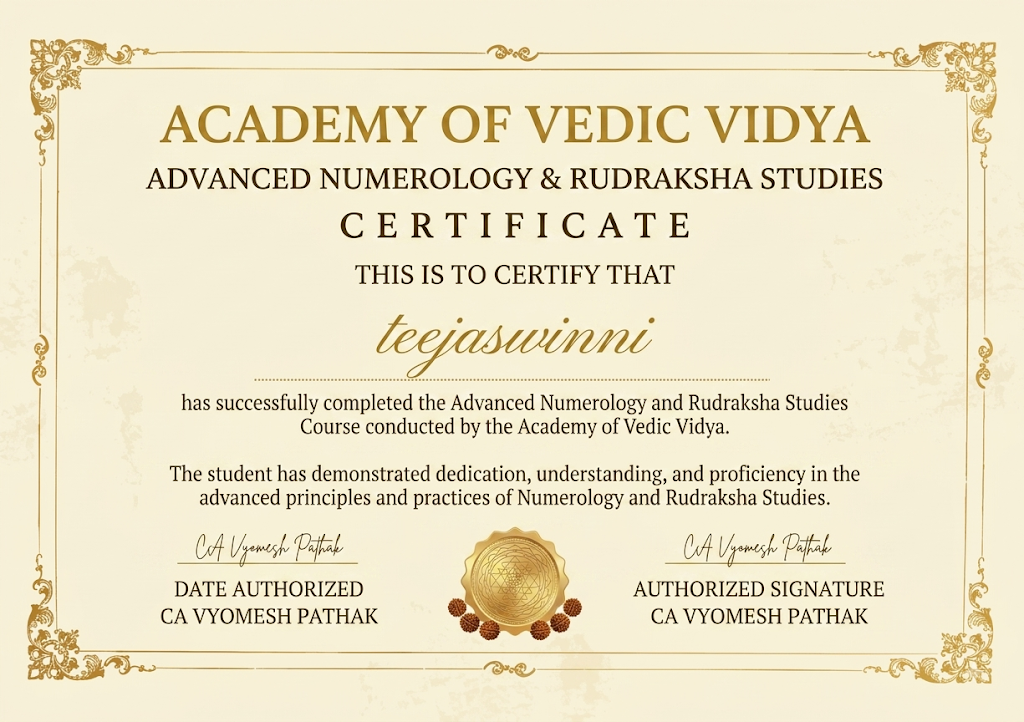 ACADEMY OF VEDIC VIDYA
ADVANCED NUMEROLOGY & RUDRAKSHA STUDIES
CERTIFICATE
THIS IS TO CERTIFY THAT
teejaswinni
has successfully completed the Advanced Numerology and Rudraksha Studies
Course conducted by the Academy of Vedic Vidya.
The student has demonstrated dedication, understanding, and proficiency in the
advanced principles and practices of Numerology and Rudraksha Studies.
CA Vyomesh Pathak
DATE AUTHORIZED
CA VYOMESH PATHAK
CA Vyomesh Pathak
AUTHORIZED SIGNATURE
CA VYOMESH PATHAK